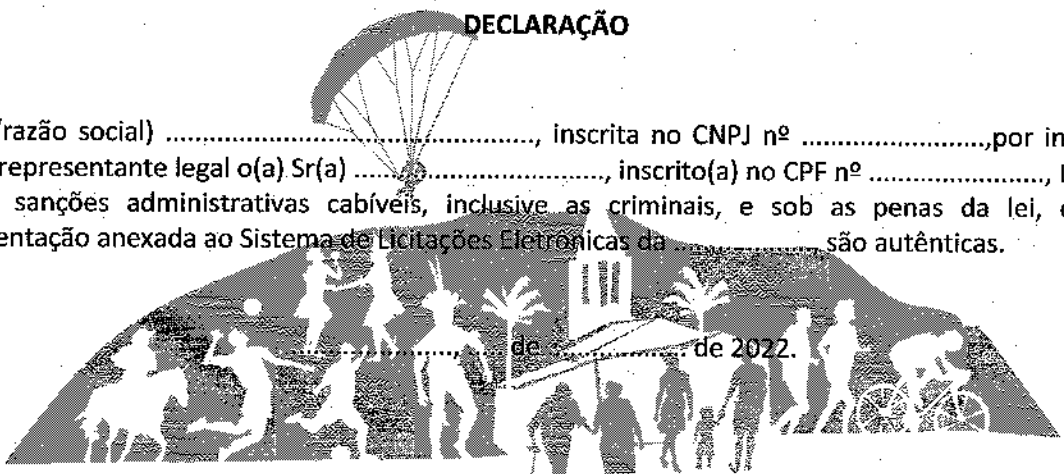 DECLARAÇÃO
/razão social) ......................................................, inscrita no CNPJ nº ..........................,por in
representante legal o(a) Sr(a) ....................................., inscrito(a) no CPF nº ........................,
sanções administrativas cabíveis, inclusive as criminais, e sob as penas da lei,
entação anexada ao Sistema de Licitações Eletrônicas da ..................... são autênticas.
........................, ..... de .................... de 2022.